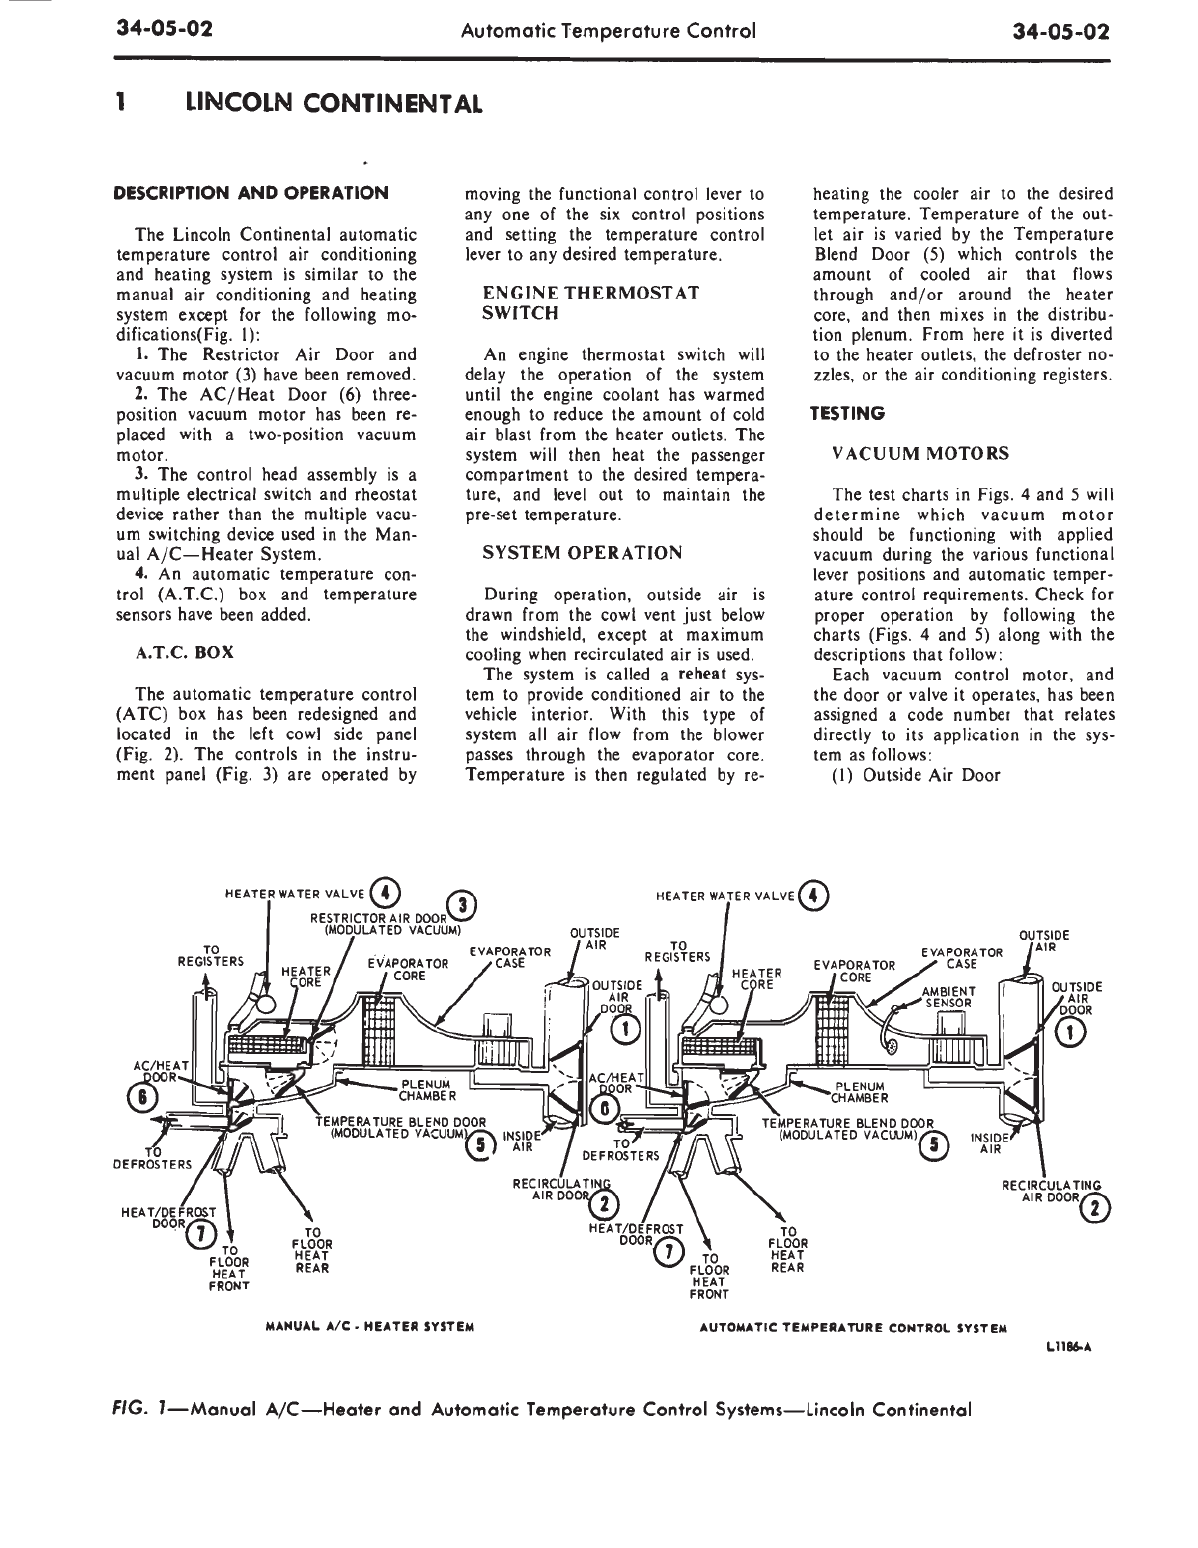 34-05-02 Automatic Temperature Control 34-05-02
1 LINCOLN CONTINENTAL
DESCRIPTION AND OPERATION
The Lincoln Continental automatic
temperature control air conditioning
and heating system is similar to the
manual air conditioning and heating
system except for the following mo-
difications(Fig. 1):
1. The Restrictor Air Door and
vacuum motor (3) have been removed.
2. The AC/Heat Door (6) three-
position vacuum motor has been re-
placed with a two-position vacuum
motor.
3. The control head assembly is a
multiple electrical switch and rheostat
device rather than the multiple vacu-
um switching device used in the Man-
ual A/C—Heater System.
4. An automatic temperature con-
trol (A.T.C.) box and temperature
sensors have been added.
A.T.C. BOX
The automatic temperature control
(ATC) box has been redesigned and
located in the left cowl side panel
(Fig. 2). The controls in the instru-
ment panel (Fig. 3) are operated by
moving the functional control lever to
any one of the six control positions
and setting the temperature control
lever to any desired temperature.
ENGINE THERMOSTAT
SWITCH
An engine thermostat switch will
delay the operation of the system
until the engine coolant has warmed
enough to reduce the amount of cold
air blast from the heater outlets. The
system will then heat the passenger
compartment to the desired tempera-
ture, and level out to maintain the
pre-set temperature.
SYSTEM OPERATION
During operation, outside air is
drawn from the cowl vent just below
the windshield, except at maximum
cooling when recirculated air is used.
The system is called a reheat sys-
tem to provide conditioned air to the
vehicle interior. With this type of
system all air flow from the blower
passes through the evaporator core.
Temperature is then regulated by re-
heating the cooler air to the desired
temperature. Temperature of the out-
let air is varied by the Temperature
Blend Door (5) which controls the
amount of cooled air that flows
through and/or around the heater
core, and then mixes in the distribu-
tion plenum. From here it is diverted
to the heater outlets, the defroster no-
zzles, or the air conditioning registers.
TESTING
VACUUM MOTORS
The test charts in Figs. 4 and 5 will
determine which vacuum motor
should be functioning with applied
vacuum during the various functional
lever positions and automatic temper-
ature control requirements. Check for
proper operation by following the
charts (Figs. 4 and 5) along with the
descriptions that follow:
Each vacuum control motor, and
the door or valve it operates, has been
assigned a code number that relates
directly to its application in the sys-
tem as follows:
(1) Outside Air Door
HEATER WATER VALVE 4
3
RESTRICTOR AIR DOOR
(MODULATED VACUUM)
TO
REGISTERS
HEATER
CORE
EVAPORATOR
CORE
EVAPORATOR
CASE
OUTSIDE
AIR
OUTSIDE
AIR
DOOR
1
AC/HEAT
DOOR
6
PLENUM
CHAMBER
TEMPERATURE BLEND DOOR
(MODULATED VACUUM)
5
INSIDE
AIR
TO
DEFROSTERS
RECIRCULATING
AIR DOOR
2
HEAT/DEFROST
DOOR
7
TO
FLOOR
HEAT
FRONT
TO
FLOOR
HEAT
REAR
MANUAL A/C - HEATER SYSTEM
HEATER WATER VALVE 4
TO
REGISTERS
HEATER
CORE
EVAPORATOR
CORE
EVAPORATOR
CASE
AMBIENT
SENSOR
OUTSIDE
AIR
OUTSIDE
AIR
DOOR
1
AC/HEAT
DOOR
6
PLENUM
CHAMBER
TEMPERATURE BLEND DOOR
(MODULATED VACUUM)
5
INSIDE
AIR
TO
DEFROSTERS
RECIRCULATING
AIR DOOR
2
HEAT/DEFROST
DOOR
7
TO
FLOOR
HEAT
FRONT
TO
FLOOR
HEAT
REAR
AUTOMATIC TEMPERATURE CONTROL SYSTEM
L1186-A
FIG. 1—Manual A/C—Heater and Automatic Temperature Control Systems—Lincoln Continental